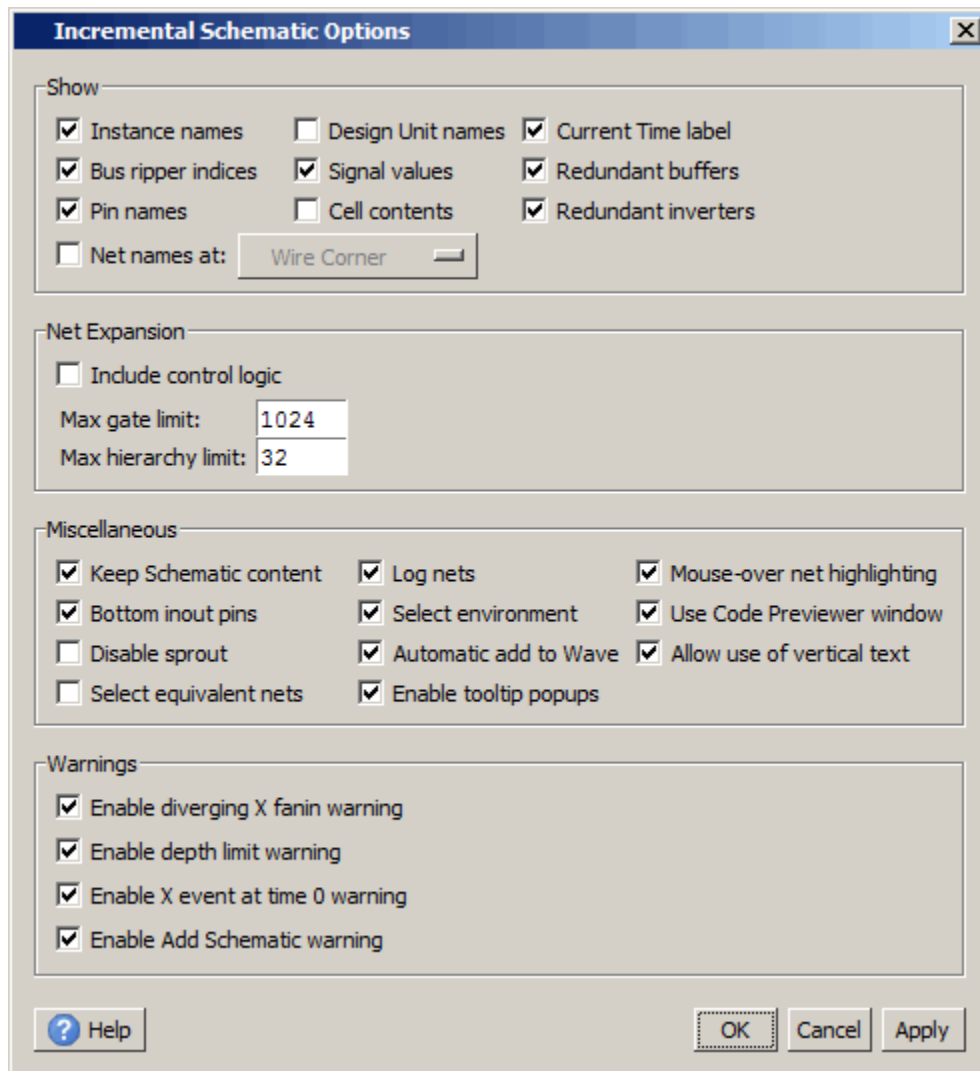 Incremental Schematic Options
Show
Instance names Design Unit names Current Time label
Bus ripper indices Signal values Redundant buffers
Pin names Cell contents Redundant inverters
Net names at: Wire Corner
Net Expansion
Include control logic
Max gate limit: 1024
Max hierarchy limit: 32
Miscellaneous
Keep Schematic content Log nets Mouse-over net highlighting
Bottom inout pins Select environment Use Code Previewer window
Disable sprout Automatic add to Wave Allow use of vertical text
Select equivalent nets Enable tooltip popups
Warnings
Enable diverging X fanin warning
Enable depth limit warning
Enable X event at time 0 warning
Enable Add Schematic warning
? Help OK Cancel Apply